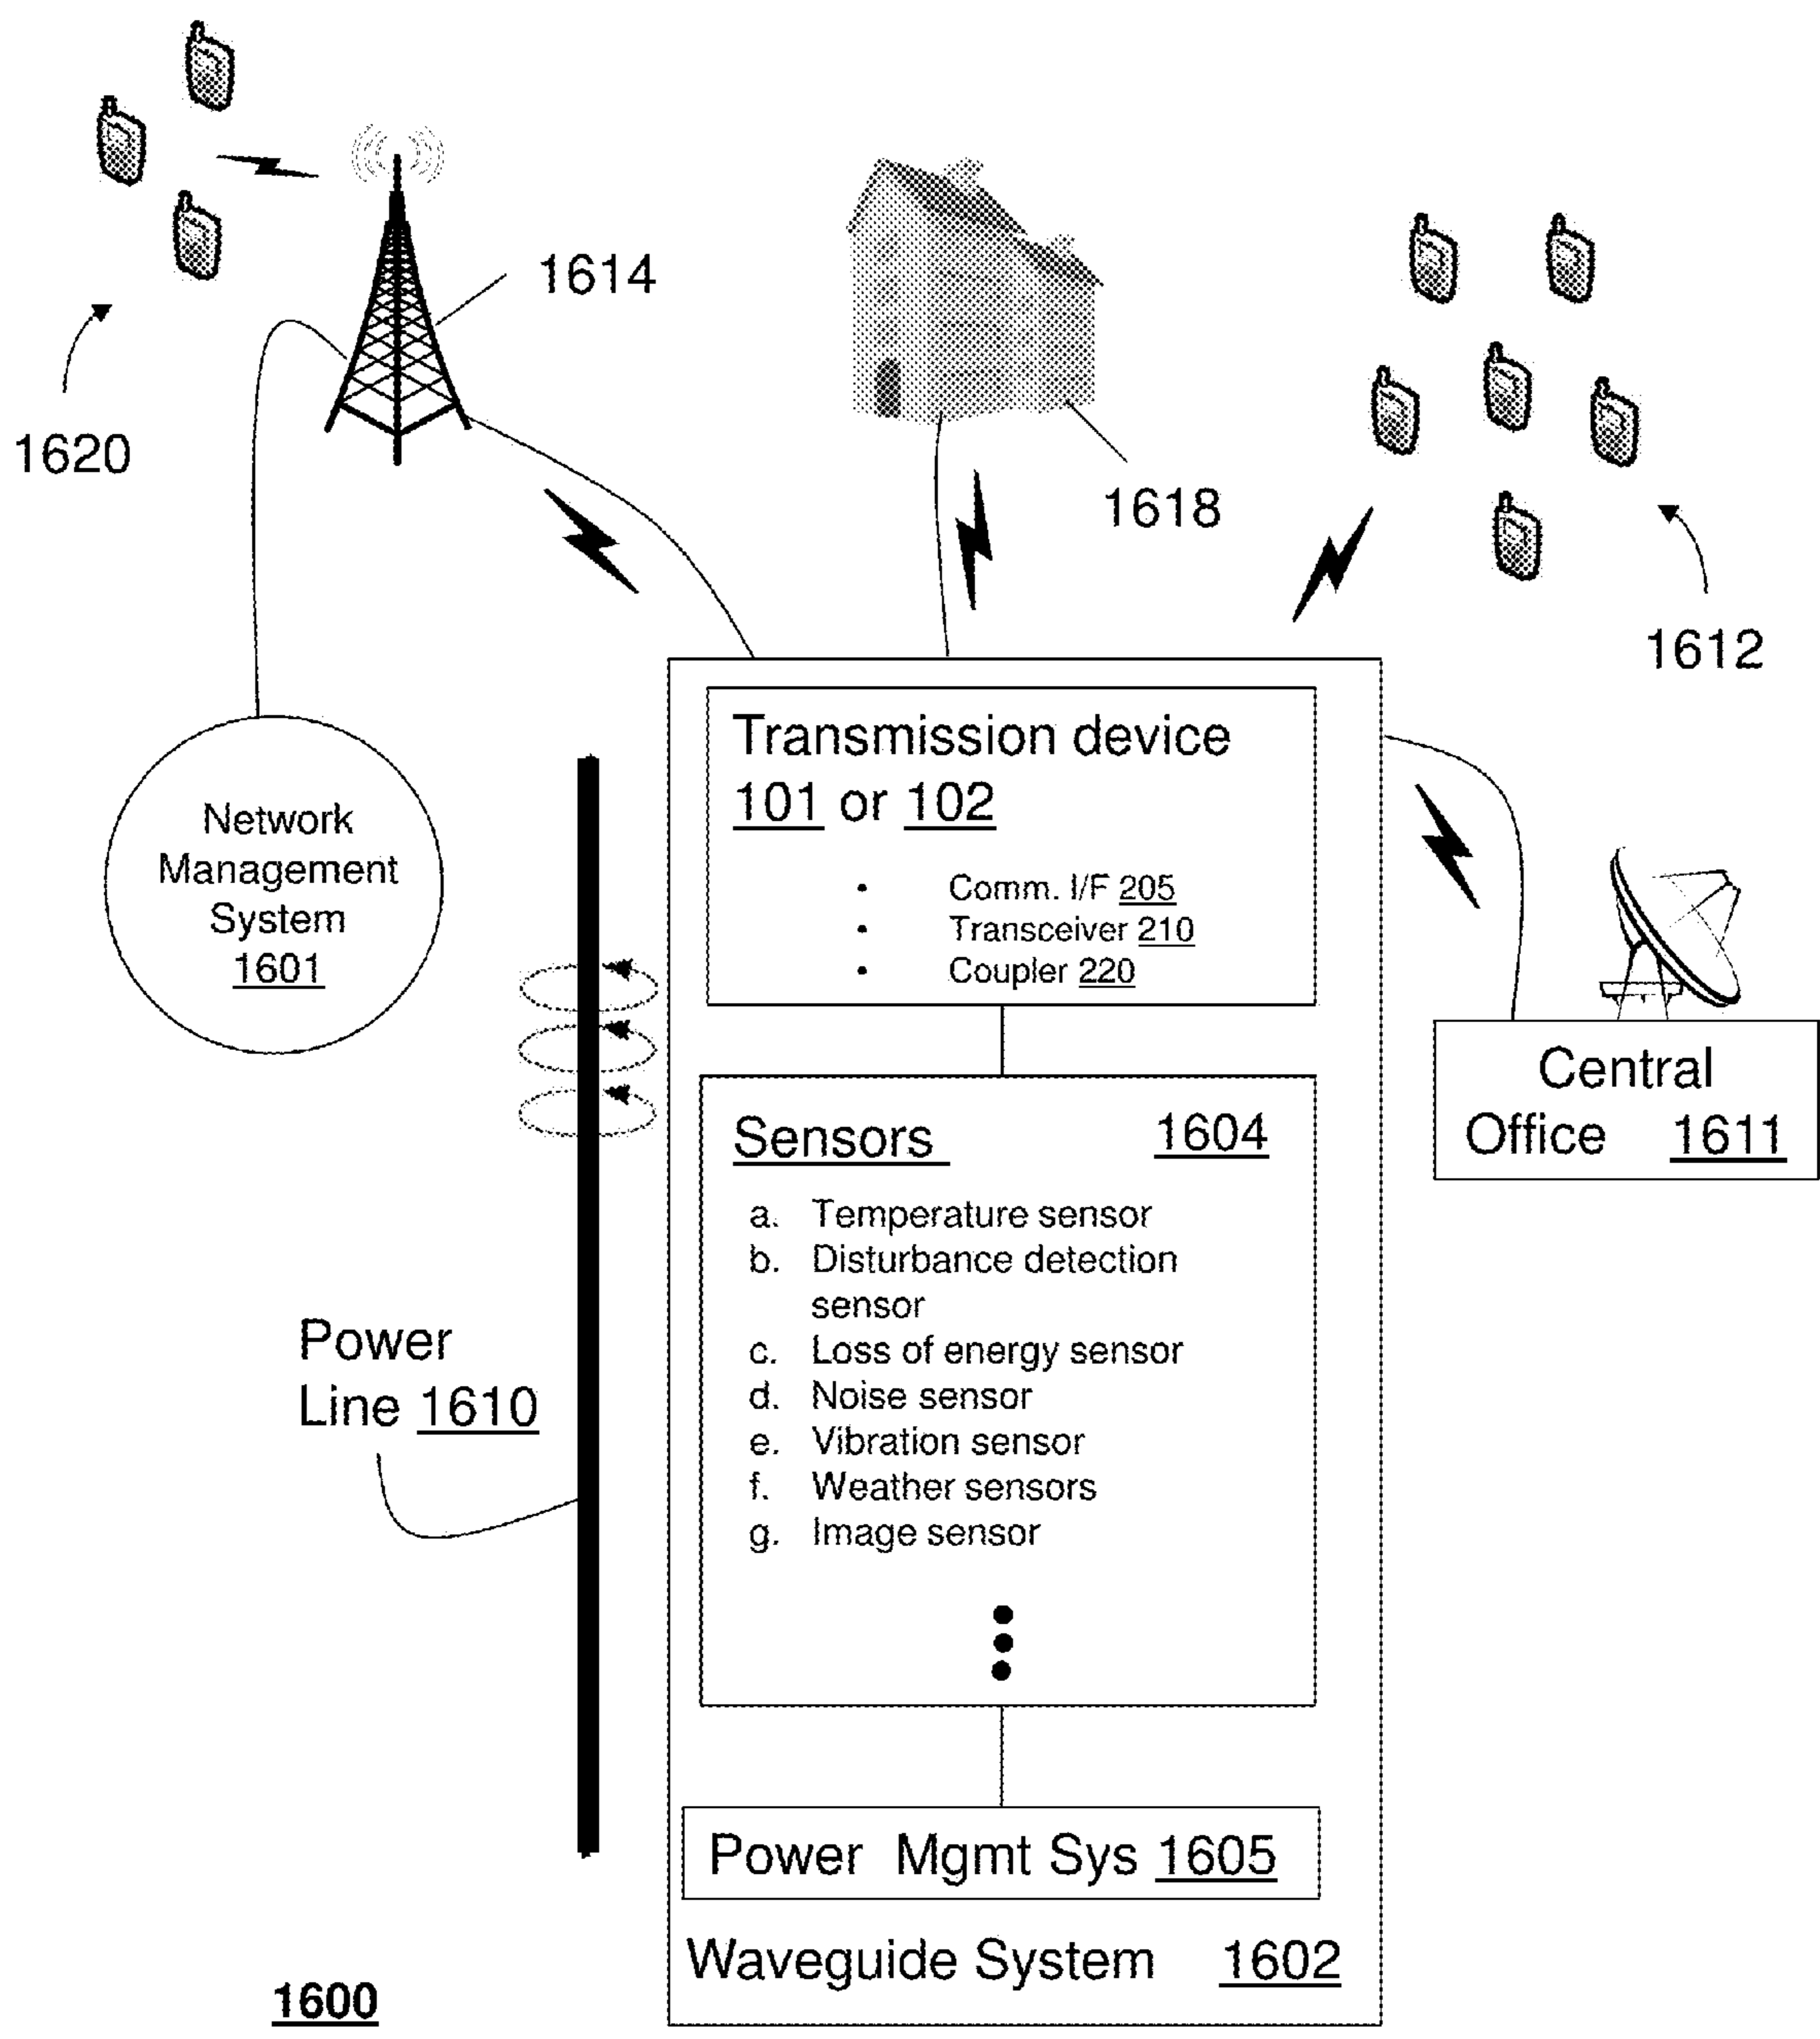 1614
1620
1618
1612
Transmission device
101 or 102
• Comm. I/F 205
• Transceiver 210
• Coupler 220
Network
Management
System
1601
Central
Office 1611
Sensors 1604
a. Temperature sensor
b. Disturbance detection
sensor
c. Loss of energy sensor
d. Noise sensor
e. Vibration sensor
f. Weather sensors
g. Image sensor
Power
Line 1610
Power Mgmt Sys 1605
Waveguide System 1602
1600